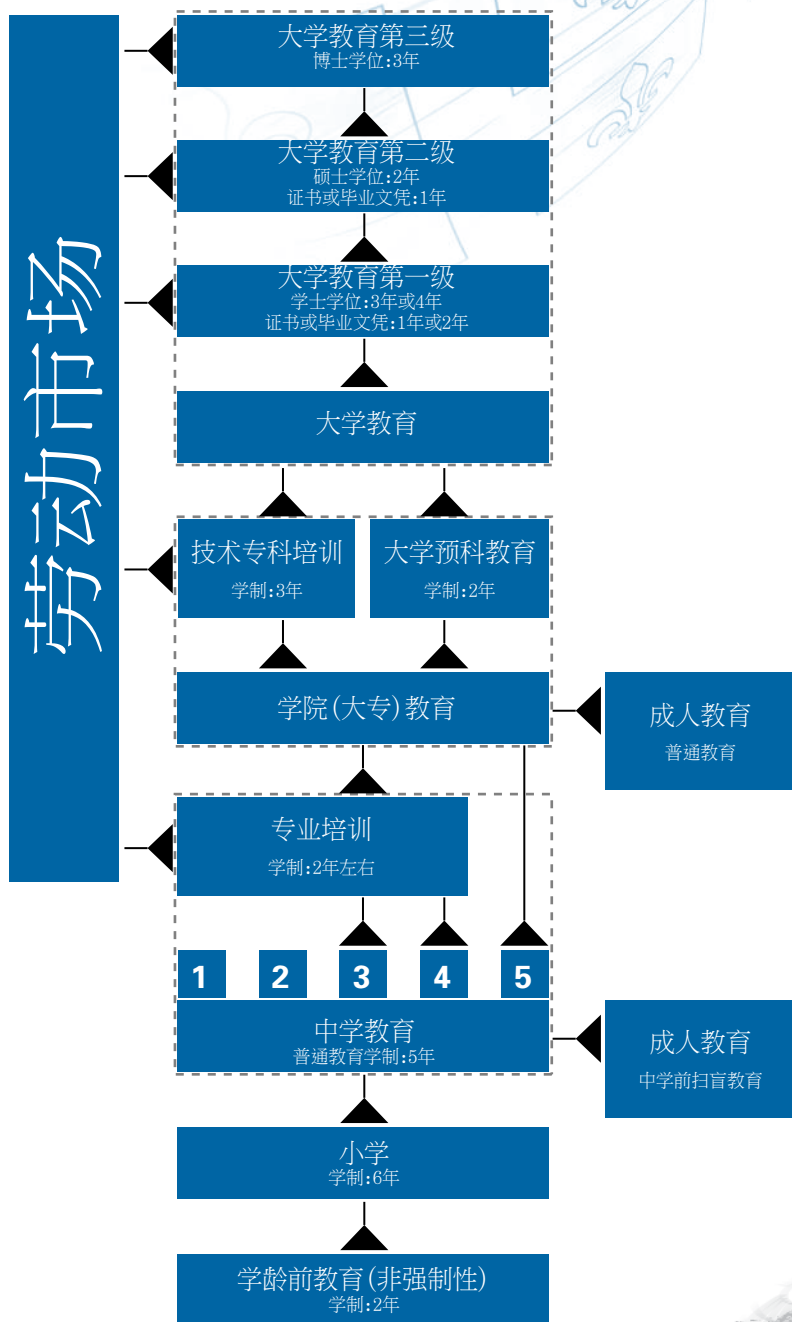 劳动市场
大学教育第三级
博士学位:3年
大学教育第二级
硕士学位:2年
证书或毕业文凭:1年
大学教育第一级
学士学位:3年或4年
证书或毕业文凭:1年或2年
大学教育
技术专科培训
学制:3年
大学预科教育
学制:2年
学院(大专)教育
成人教育
普通教育
专业培训
学制:2年左右
1 2 3 4 5
中学教育
普通教育学制:5年
成人教育
中学前扫盲教育
小学
学制:6年
学龄前教育(非强制性)
学制:2年